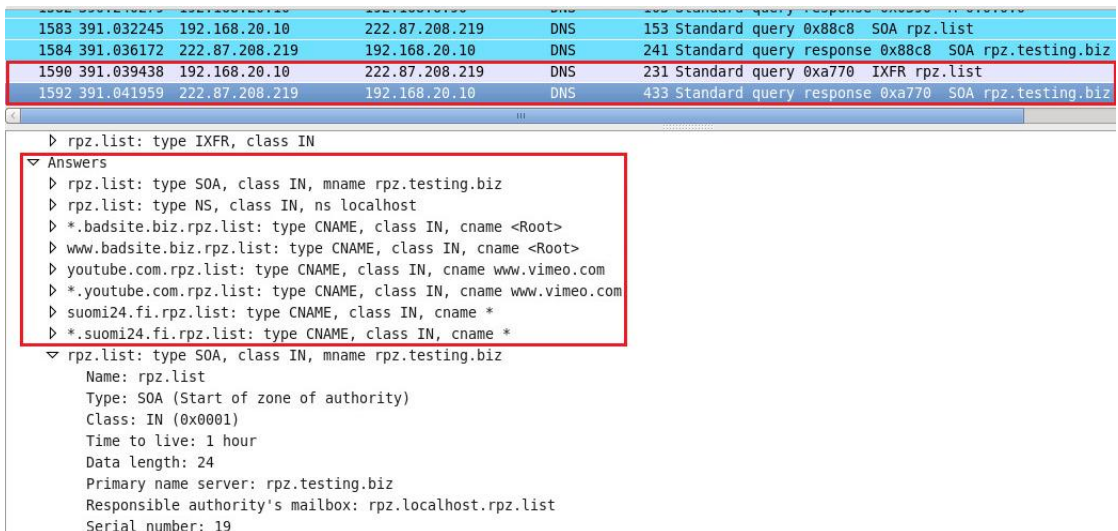 1583 391.032245 192.168.20.10 222.87.208.219 DNS 153 Standard query 0x88c8 SOA rpz.list
1584 391.036172 222.87.208.219 192.168.20.10 DNS 241 Standard query response 0x88c8 SOA rpz.testing.biz
1590 391.039438 192.168.20.10 222.87.208.219 DNS 231 Standard query 0xa770 IXFR rpz.list
1592 391.041959 222.87.208.219 192.168.20.10 DNS 433 Standard query response 0xa770 SOA rpz.testing.biz
rpz.list: type IXFR, class IN
Answers
rpz.list: type SOA, class IN, mname rpz.testing.biz
rpz.list: type NS, class IN, ns localhost
*.badsite.biz.rpz.list: type CNAME, class IN, cname <Root>
www.badsite.biz.rpz.list: type CNAME, class IN, cname <Root>
youtube.com.rpz.list: type CNAME, class IN, cname www.vimeo.com
*.youtube.com.rpz.list: type CNAME, class IN, cname www.vimeo.com
suomi24.fi.rpz.list: type CNAME, class IN, cname *
*.suomi24.fi.rpz.list: type CNAME, class IN, cname *
rpz.list: type SOA, class IN, mname rpz.testing.biz
Name: rpz.list
Type: SOA (Start of zone of authority)
Class: IN (0x0001)
Time to live: 1 hour
Data length: 24
Primary name server: rpz.testing.biz
Responsible authority's mailbox: rpz.localhost.rpz.list
Serial number: 19